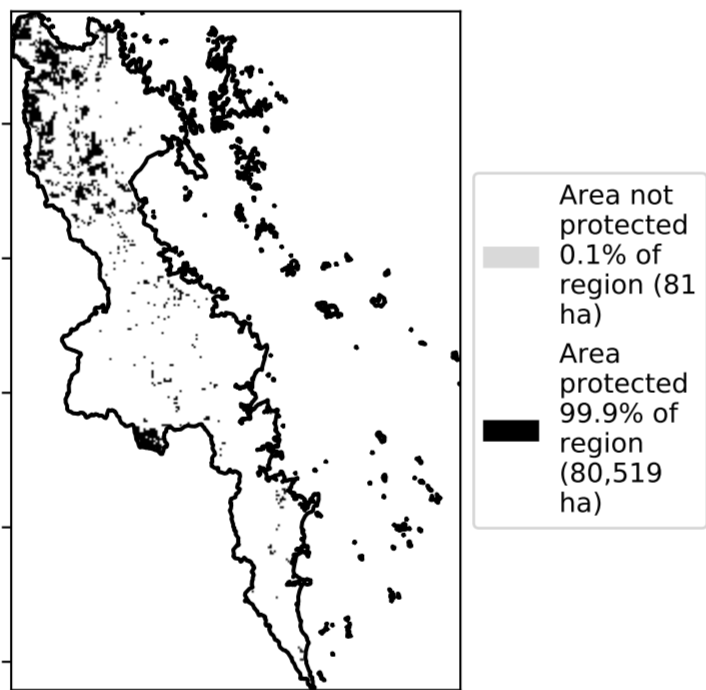 Area not
protected
0.1% of
region (81
ha)
Area
protected
99.9% of
region
(80,519
ha)